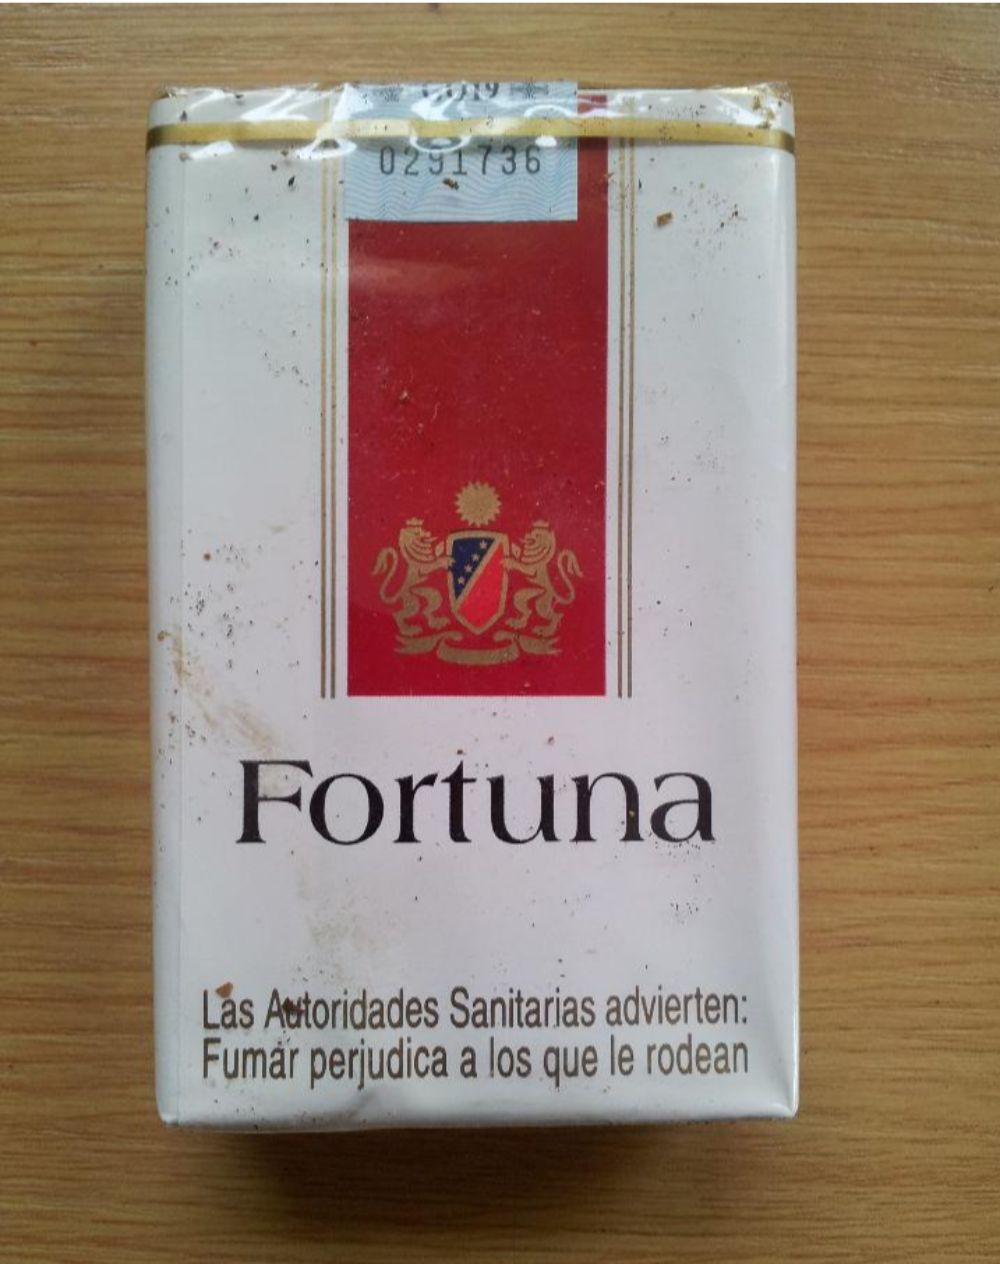 0291736
Fortuna
Las Autoridades Sanitarias advierten:
Fumar perjudica a los que le rodean